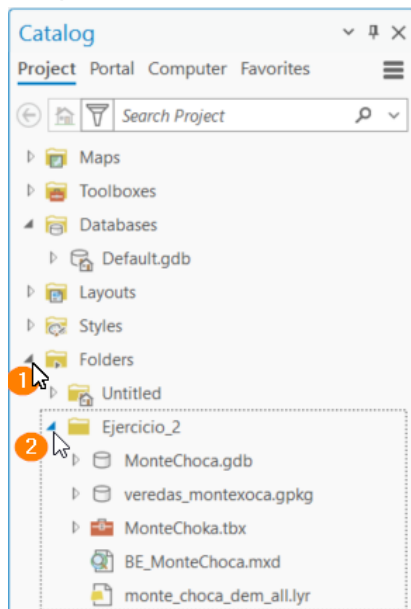 Catalog
Project Portal Computer Favorites
Search Project
Maps
Toolboxes
Databases
Default.gdb
Layouts
Styles
Folders
1
Untitled
Ejercicio_2
2
MonteChoca.gdb
veredas_montexoca.gpkg
MonteChoka.tbx
BE_MonteChoca.mxd
monte_choca_dem_all.lyr